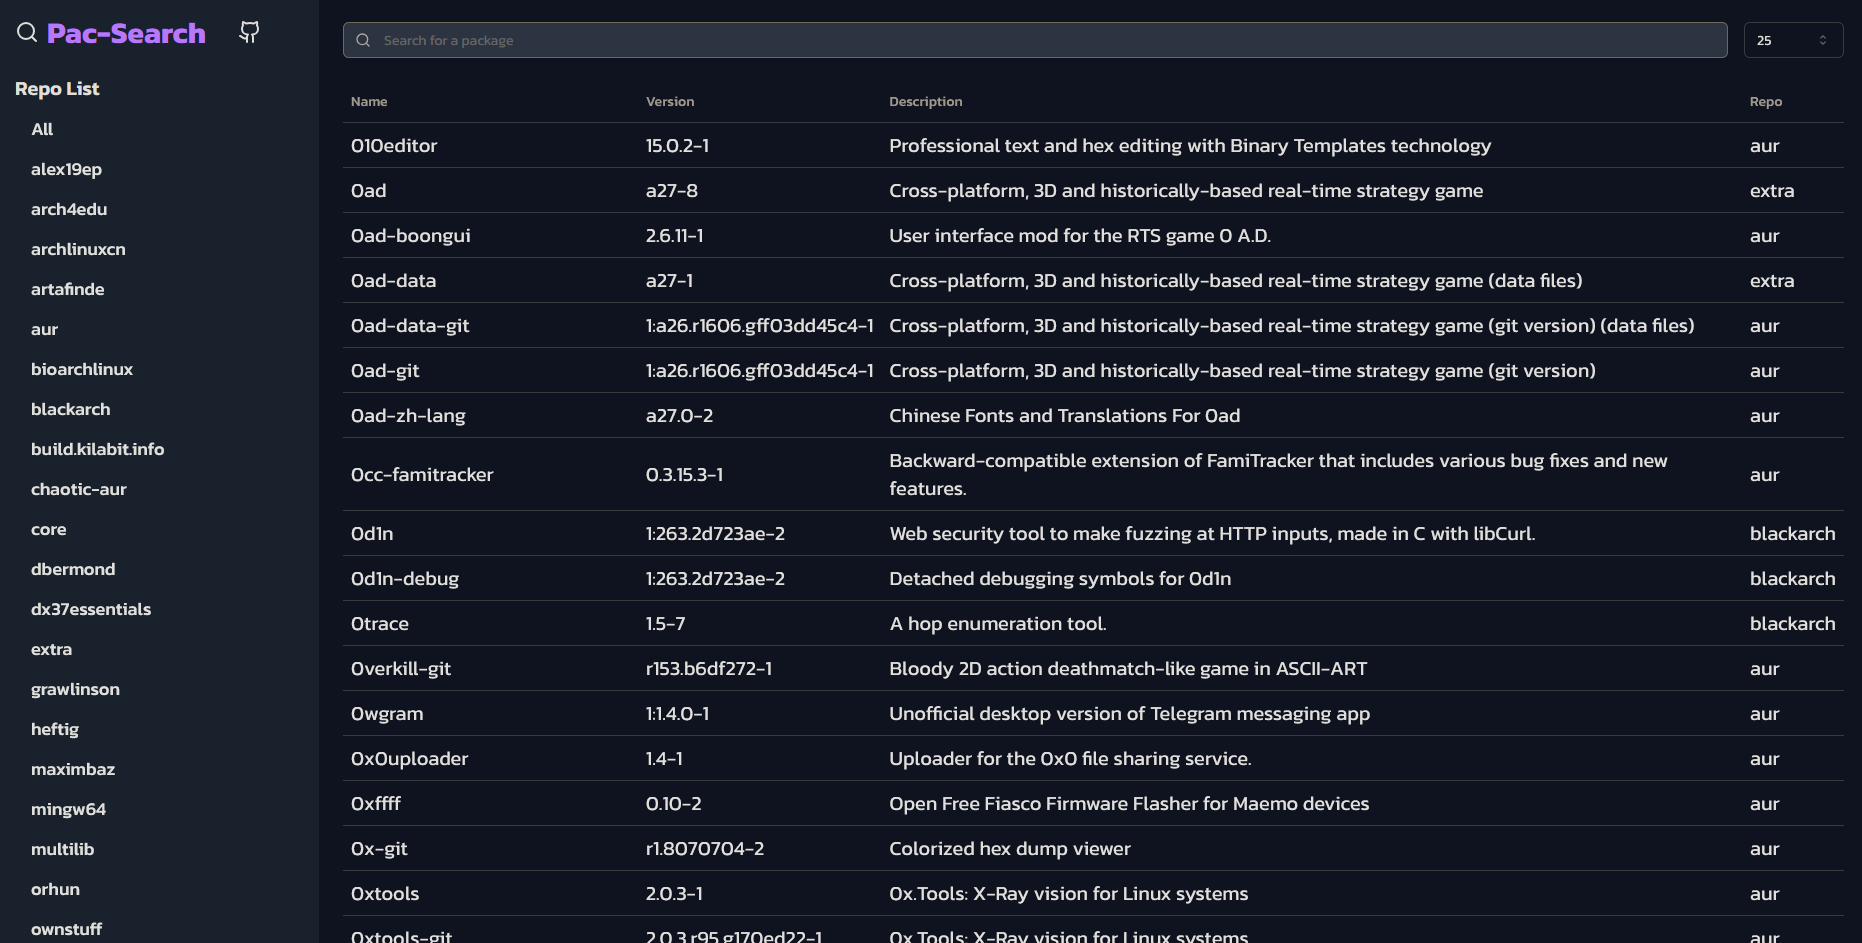 Pac-Search
Repo List
All
alex19ep
arch4edu
archlinuxcn
artafinde
aur
bioarchlinux
blackarch
build.kilabit.info
chaotic-aur
core
dbermond
dx37essentials
extra
grawlinson
heftig
maximbaz
mingw64
multilib
orhun
ownstuff
Search for a package
25
Name Version Description Repo
010editor 15.0.2-1 Professional text and hex editing with Binary Templates technology aur
0ad a27-8 Cross-platform, 3D and historically-based real-time strategy game extra
0ad-boongui 2.6.11-1 User interface mod for the RTS game 0 A.D. aur
0ad-data a27-1 Cross-platform, 3D and historically-based real-time strategy game (data files) extra
0ad-data-git 1:a26.r1606.gff03dd45c4-1 Cross-platform, 3D and historically-based real-time strategy game (git version) (data files) aur
0ad-git 1:a26.r1606.gff03dd45c4-1 Cross-platform, 3D and historically-based real-time strategy game (git version) aur
0ad-zh-lang a27.0-2 Chinese Fonts and Translations For 0ad aur
0cc-famitracker 0.3.15.3-1 Backward-compatible extension of FamiTracker that includes various bug fixes and new
features. aur
0d1n 1:263.2d723ae-2 Web security tool to make fuzzing at HTTP inputs, made in C with libCurl. blackarch
0d1n-debug 1:263.2d723ae-2 Detached debugging symbols for 0d1n blackarch
0trace 1.5-7 A hop enumeration tool. blackarch
0verkill-git r153.b6df272-1 Bloody 2D action deathmatch-like game in ASCII-ART aur
0wgram 1:1.4.0-1 Unofficial desktop version of Telegram messaging app aur
0x0uploader 1.4-1 Uploader for the 0x0 file sharing service. aur
0xffff 0.10-2 Open Free Fiasco Firmware Flasher for Maemo devices aur
0x-git r1.8070704-2 Colorized hex dump viewer aur
0xtools 2.0.3-1 0x.Tools: X-Ray vision for Linux systems aur
0xtools-git 2.0.3.r95.g170ed22-1 0x.Tools: X-Ray vision for Linux systems aur